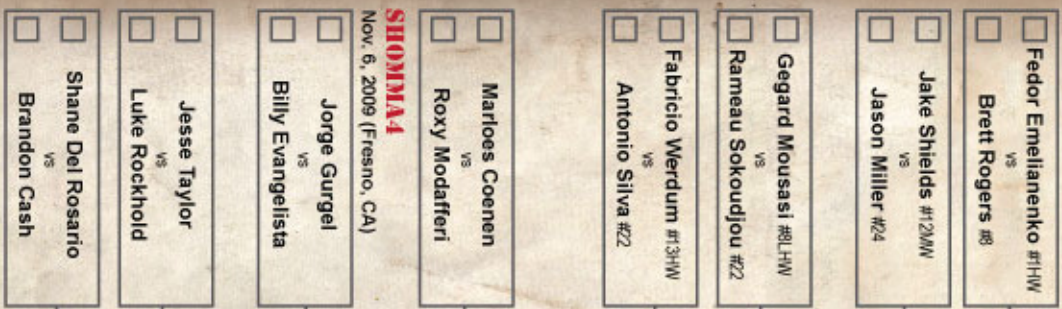 Fedor Emelianenko #1HW
vs
Brett Rogers #8
Jake Shields #12MW
vs
Jason Miller #24
Gegard Mousasi #8LHW
vs
Rameau Sokoudjou #22
Fabricio Werdum #13HW
vs
Antonio Silva #22
Marloes Coenen
vs
Roxy Modafferi
SHOMMA4
Nov. 6, 2009 (Fresno, CA)
Jorge Gurgel
vs
Billy Evangelista
Jesse Taylor
vs
Luke Rockhold
Shane Del Rosario
vs
Brandon Cash